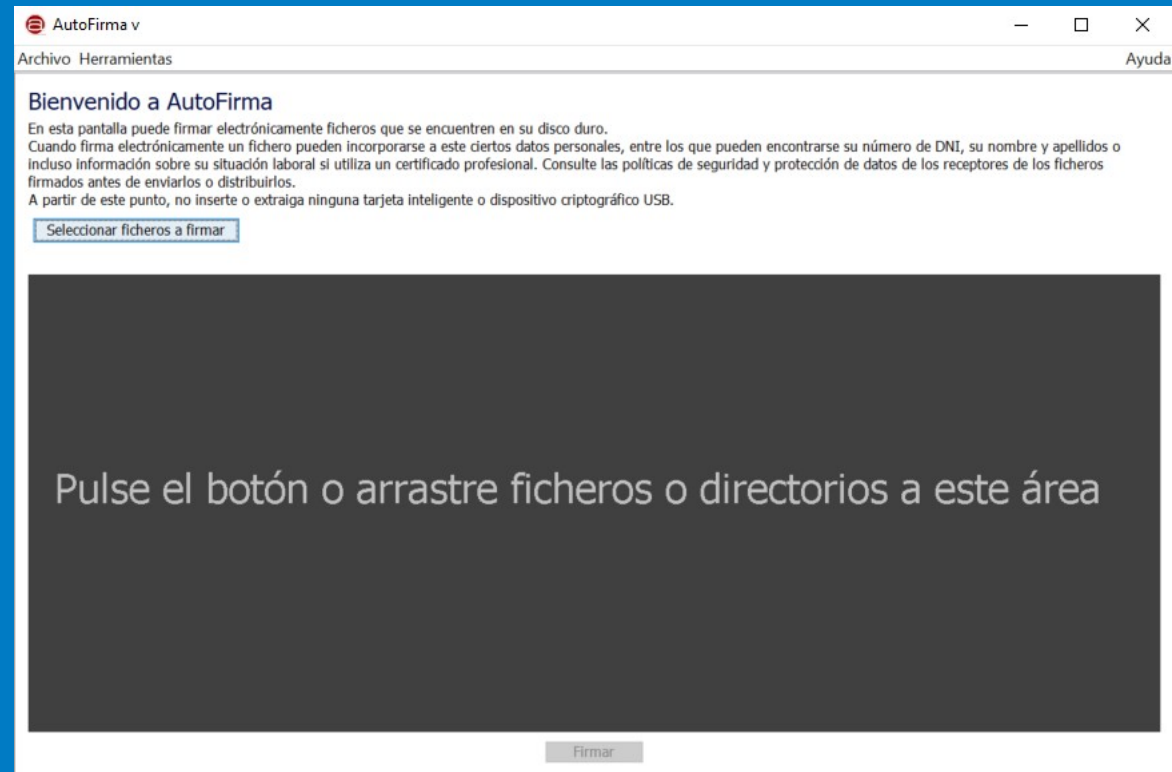 AutoFirma v
Archivo Herramientas Ayuda
Bienvenido a AutoFirma
En esta pantalla puede firmar electrónicamente ficheros que se encuentren en su disco duro.
Cuando firma electrónicamente un fichero pueden incorporarse a este ciertos datos personales, entre los que pueden encontrarse su número de DNI, su nombre y apellidos o
incluso información sobre su situación laboral si utiliza un certificado profesional. Consulte las políticas de seguridad y protección de datos de los receptores de los ficheros
firmados antes de enviarlos o distribuirlos.
A partir de este punto, no inserte o extraiga ninguna tarjeta inteligente o dispositivo criptográfico USB.
Seleccionar ficheros a firmar
Pulse el botón o arrastre ficheros o directorios a este área
Firmar